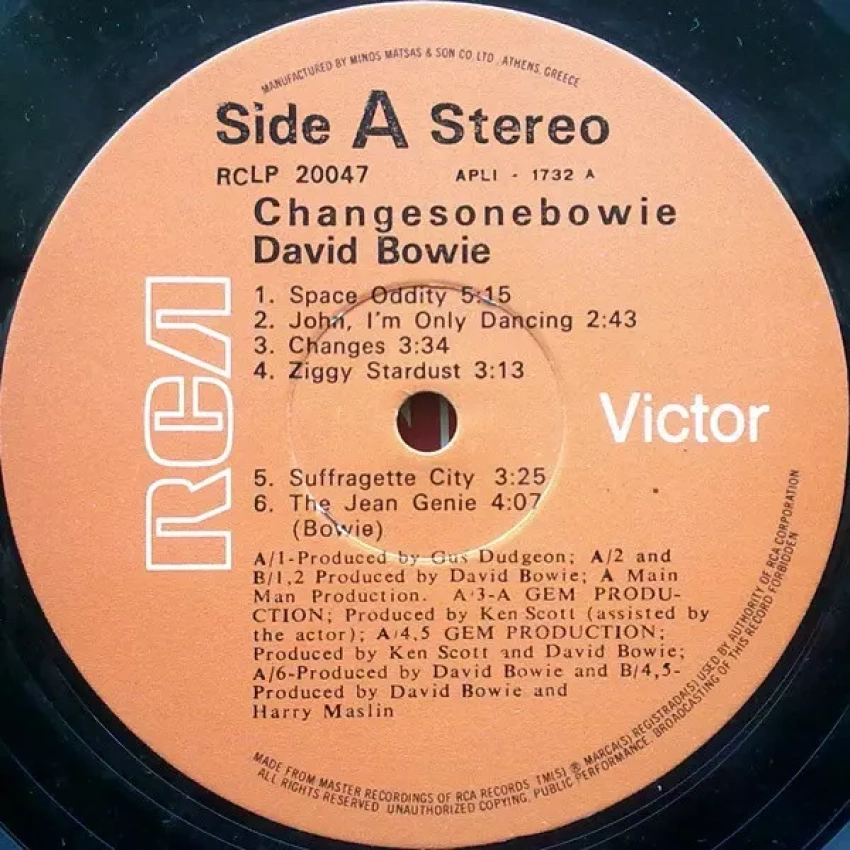 MANUFACTURED BY MINOS MATSAS & SON CO. LTD., ATHENS, GREECE
Side A Stereo
RCLP 20047 APLI - 1732 A
Changesonebowie
David Bowie
1. Space Oddity 5:15
2. John, I'm Only Dancing 2:43
3. Changes 3:34
4. Ziggy Stardust 3:13
RCA
Victor
5. Suffragette City 3:25
6. The Jean Genie 4:07
(Bowie)
A/1-Produced by Gus Dudgeon; A/2 and
B/1,2 Produced by David Bowie; A Main
Man Production. A/3-A GEM PRODU-
CTION; Produced by Ken Scott (assisted by
the actor); A/4,5 GEM PRODUCTION;
Produced by Ken Scott and David Bowie;
A/6-Produced by David Bowie and B/4,5-
Produced by David Bowie and
Harry Maslin
MADE FROM MASTER RECORDINGS OF RCA RECORDS TM(S) ® MARCA(S) REGISTRADA(S) USED BY AUTHORITY OF RCA CORPORATION
ALL RIGHTS RESERVED UNAUTHORIZED COPYING, PUBLIC PERFORMANCE, BROADCASTING OF THIS RECORD FORBIDDEN